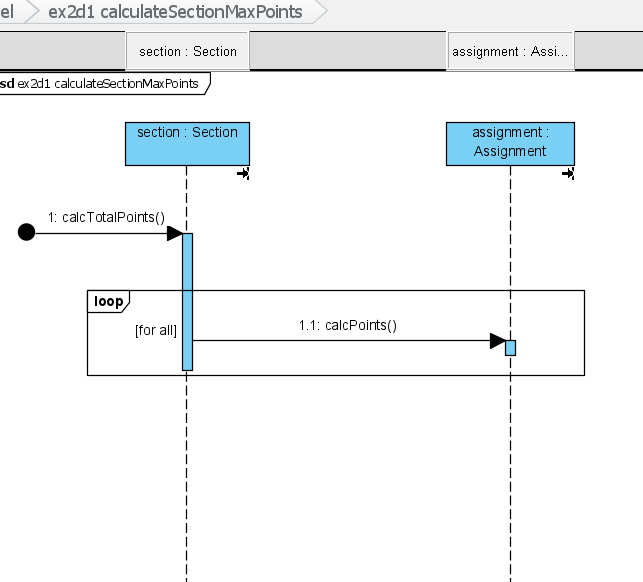 el
ex2d1 calculateSectionMaxPoints
section : Section
assignment : Assi...
sd ex2d1 calculateSectionMaxPoints
section : Section
assignment :
Assignment
1: calcTotalPoints()
loop
[for all]
1.1: calcPoints()